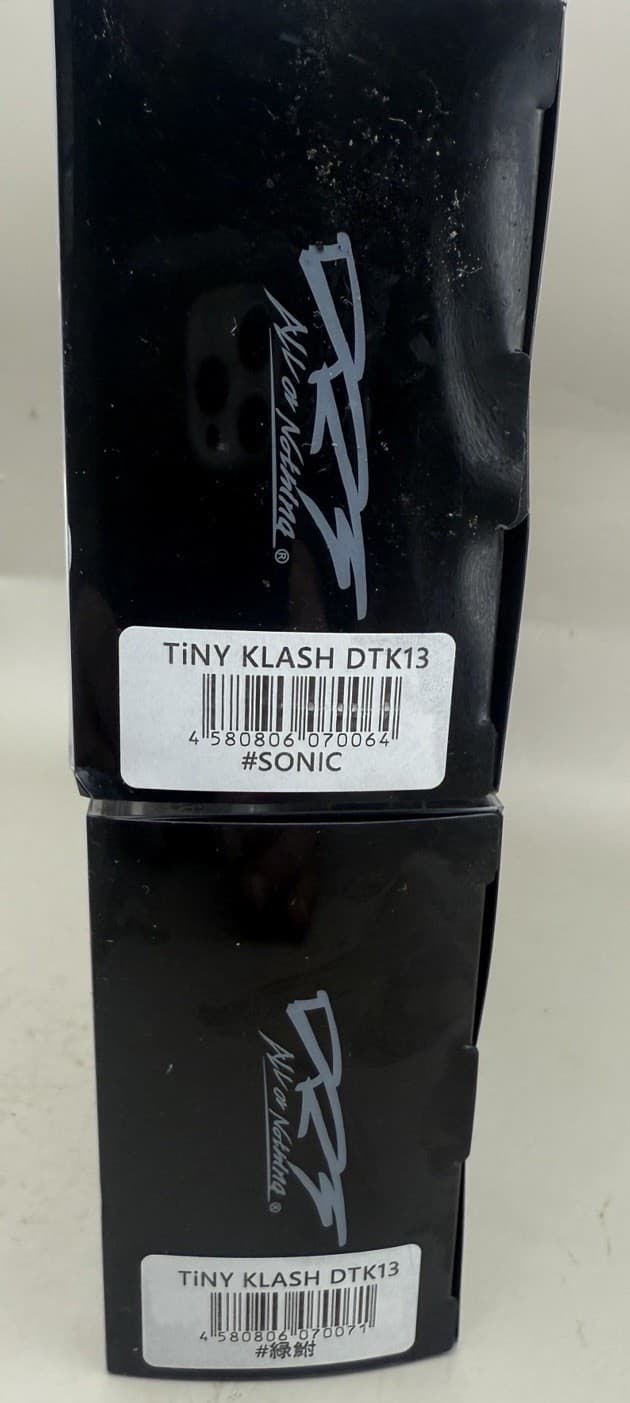 DRT
All or Nothing®
TiNY KLASH DTK13
4 580806 070064
#SONIC
DRT
All or Nothing®
TiNY KLASH DTK13
4 580806 070071
#緑鮒